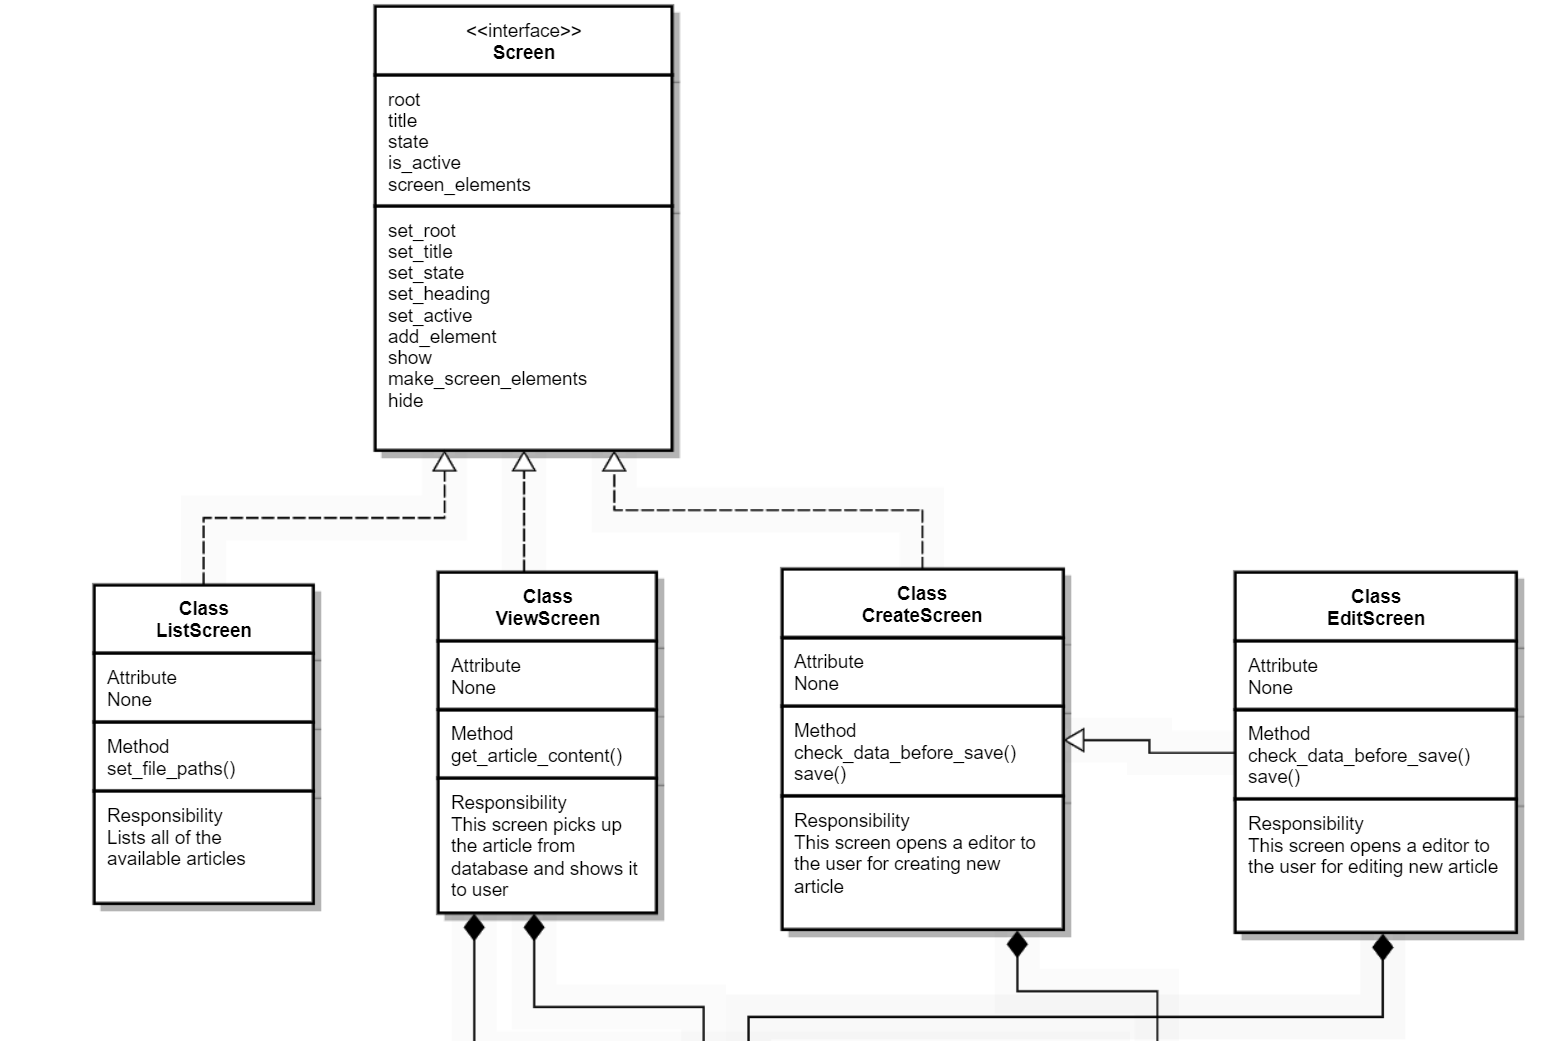 <<interface>>
Screen
root
title
state
is_active
screen_elements
set_root
set_title
set_state
set_heading
set_active
add_element
show
make_screen_elements
hide
Class
ListScreen
Attribute
None
Method
set_file_paths()
Responsibility
Lists all of the
available articles
Class
ViewScreen
Attribute
None
Method
get_article_content()
Responsibility
This screen picks up
the article from
database and shows it
to user
Class
CreateScreen
Attribute
None
Method
check_data_before_save()
save()
Responsibility
This screen opens a editor to
the user for creating new
article
Class
EditScreen
Attribute
None
Method
check_data_before_save()
save()
Responsibility
This screen opens a editor to
the user for editing new article